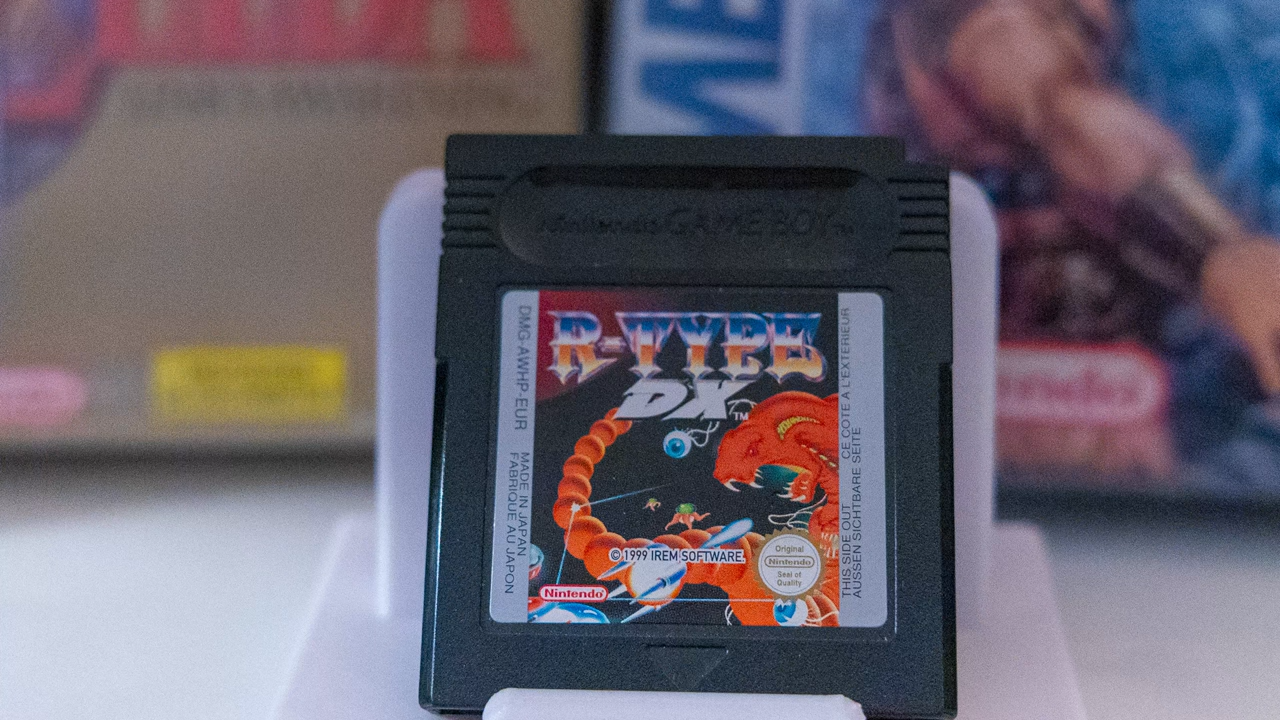 Nintendo GAME BOY TM
R-TYPE
DX TM
DMG-AWHP-EUR
MADE IN JAPAN
FABRIQUE AU JAPON
© 1999 IREM SOFTWARE.
Nintendo
Original
Nintendo
Seal of
Quality
THIS SIDE OUT CE COTE A L'EXTERIEUR
AUSSEN SICHTBARE SEITE